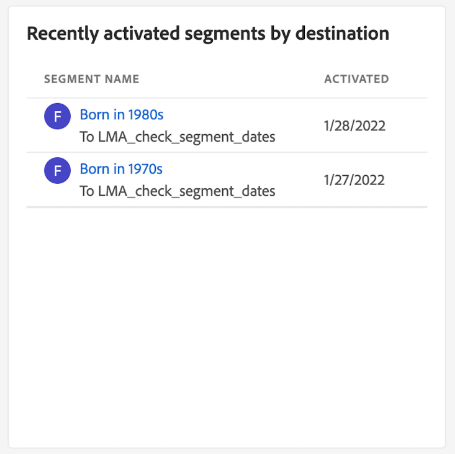 Recently activated segments by destination
SEGMENT NAME ACTIVATED
F Born in 1980s
To LMA_check_segment_dates
1/28/2022
F Born in 1970s
To LMA_check_segment_dates
1/27/2022